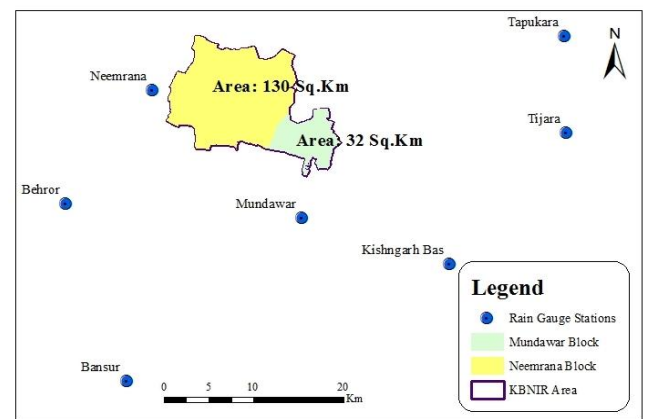 Tapukara
N
Neemrana
Area: 130 Sq.Km
Tijara
Area: 32 Sq.Km
Behror
Mundawar
Kishngarh Bas
Legend
Rain Gauge Stations
Mundawar Block
Neemrana Block
KBNIR Area
Bansur
0 5 10 20
Km